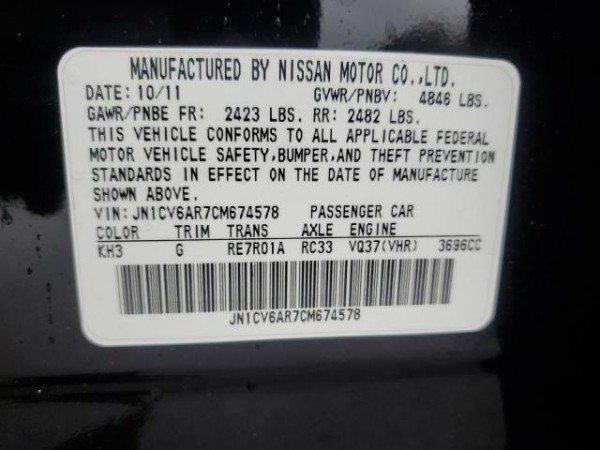 MANUFACTURED BY NISSAN MOTOR CO.,LTD.
DATE: 10/11 GVWR/PNBV: 4846 LBS.
GAWR/PNBE FR: 2423 LBS. RR: 2482 LBS.
THIS VEHICLE CONFORMS TO ALL APPLICABLE FEDERAL
MOTOR VEHICLE SAFETY,BUMPER,AND THEFT PREVENTION
STANDARDS IN EFFECT ON THE DATE OF MANUFACTURE
SHOWN ABOVE.
VIN:JN1CV6AR7CM674578 PASSENGER CAR
COLOR TRIM TRANS AXLE ENGINE
KH3 G RE7R01A RC33 VQ37(VHR) 3696CC
JN1CV6AR7CM674578